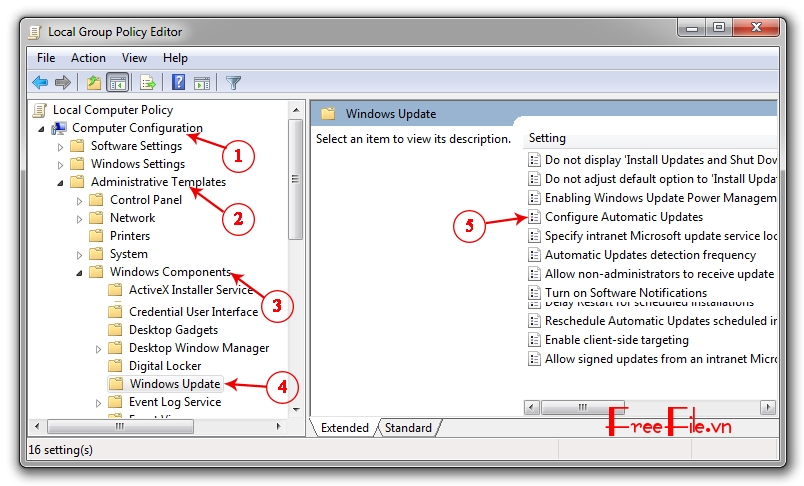 Local Group Policy Editor
File Action View Help
Local Computer Policy
Computer Configuration
Software Settings
Windows Settings
Administrative Templates
Control Panel
Network
Printers
System
Windows Components
ActiveX Installer Service
Credential User Interface
Desktop Gadgets
Desktop Window Manager
Digital Locker
Windows Update
Event Log Service
1
2
3
4
Windows Update
Select an item to view its description.
Setting
Do not display 'Install Updates and Shut Dow
Do not adjust default option to 'Install Updat
Enabling Windows Update Power Managem
Configure Automatic Updates
Specify intranet Microsoft update service loc
Automatic Updates detection frequency
Allow non-administrators to receive update
Turn on Software Notifications
Delay Restart for scheduled installations
Reschedule Automatic Updates scheduled in
Enable client-side targeting
Allow signed updates from an intranet Micr
5
FreeFile.vn
Extended Standard
16 setting(s)